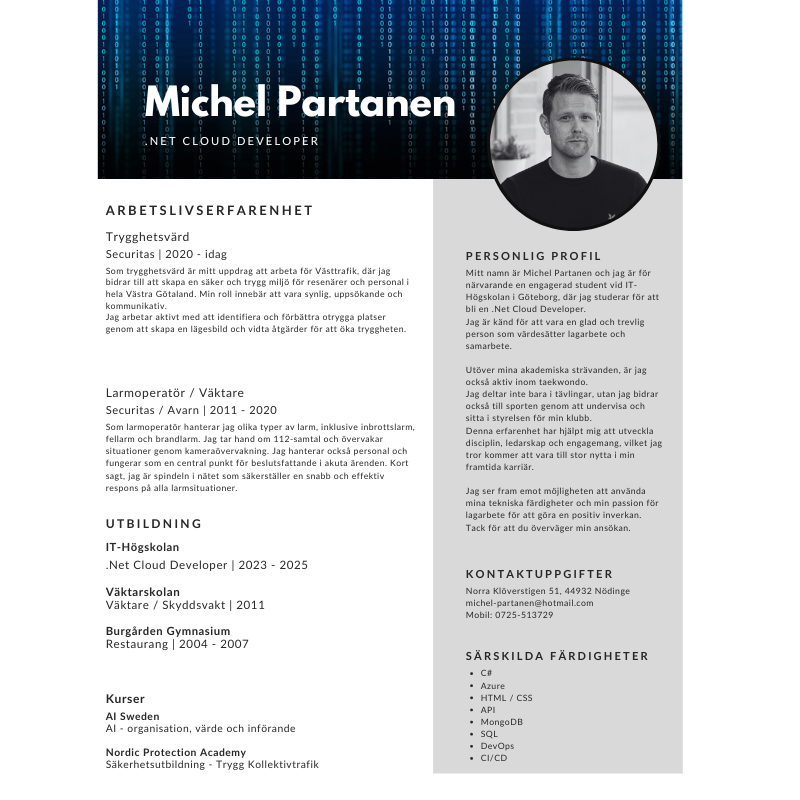 Michel Partanen
.NET CLOUD DEVELOPER
ARBETSLIVSERFARENHET
Trygghetsvärd
Securitas | 2020 - idag
Som trygghetsvärd är mitt uppdrag att arbeta för Västtrafik, där jag
bidrar till att skapa en säker och trygg miljö för resenärer och personal i
hela Västra Götaland. Min roll innebär att vara synlig, uppsökande och
kommunikativ.
Jag arbetar aktivt med att identifiera och förbättra otrygga platser
genom att skapa en lägesbild och vidta åtgärder för att öka tryggheten.
Larmoperatör / Väktare
Securitas / Avarn | 2011 - 2020
Som larmoperatör hanterar jag olika typer av larm, inklusive inbrottslarm,
fellarm och brandlarm. Jag tar hand om 112-samtal och övervakar
situationer genom kameraövervakning. Jag hanterar också personal och
fungerar som en central punkt för beslutsfattande i akuta ärenden. Kort
sagt, jag är spindeln i nätet som säkerställer en snabb och effektiv
respons på alla larmsituationer.
UTBILDNING
IT-Högskolan
.Net Cloud Developer | 2023 - 2025
Väktarskolan
Väktare / Skyddsvakt | 2011
Burgården Gymnasium
Restaurang | 2004 - 2007
Kurser
AI Sweden
AI - organisation, värde och införande
Nordic Protection Academy
Säkerhetsutbildning - Trygg Kollektivtrafik
PERSONLIG PROFIL
Mitt namn är Michel Partanen och jag är för
närvarande en engagerad student vid IT-
Högskolan i Göteborg, där jag studerar för att
bli en .Net Cloud Developer.
Jag är känd för att vara en glad och trevlig
person som värdesätter lagarbete och
samarbete.
Utöver mina akademiska strävanden, är jag
också aktiv inom taekwondo.
Jag deltar inte bara i tävlingar, utan jag bidrar
också till sporten genom att undervisa och
sitta i styrelsen för min klubb.
Denna erfarenhet har hjälpt mig att utveckla
disciplin, ledarskap och engagemang, vilket jag
tror kommer att vara till stor nytta i min
framtida karriär.
Jag ser fram emot möjligheten att använda
mina tekniska färdigheter och min passion för
lagarbete för att göra en positiv inverkan.
Tack för att du överväger min ansökan.
KONTAKTUPPGIFTER
Norra Klöverstigen 51, 44932 Nödinge
michel-partanen@hotmail.com
Mobil: 0725-513729
SÄRSKILDA FÄRDIGHETER
• C#
• Azure
• HTML / CSS
• API
• MongoDB
• SQL
• DevOps
• CI/CD